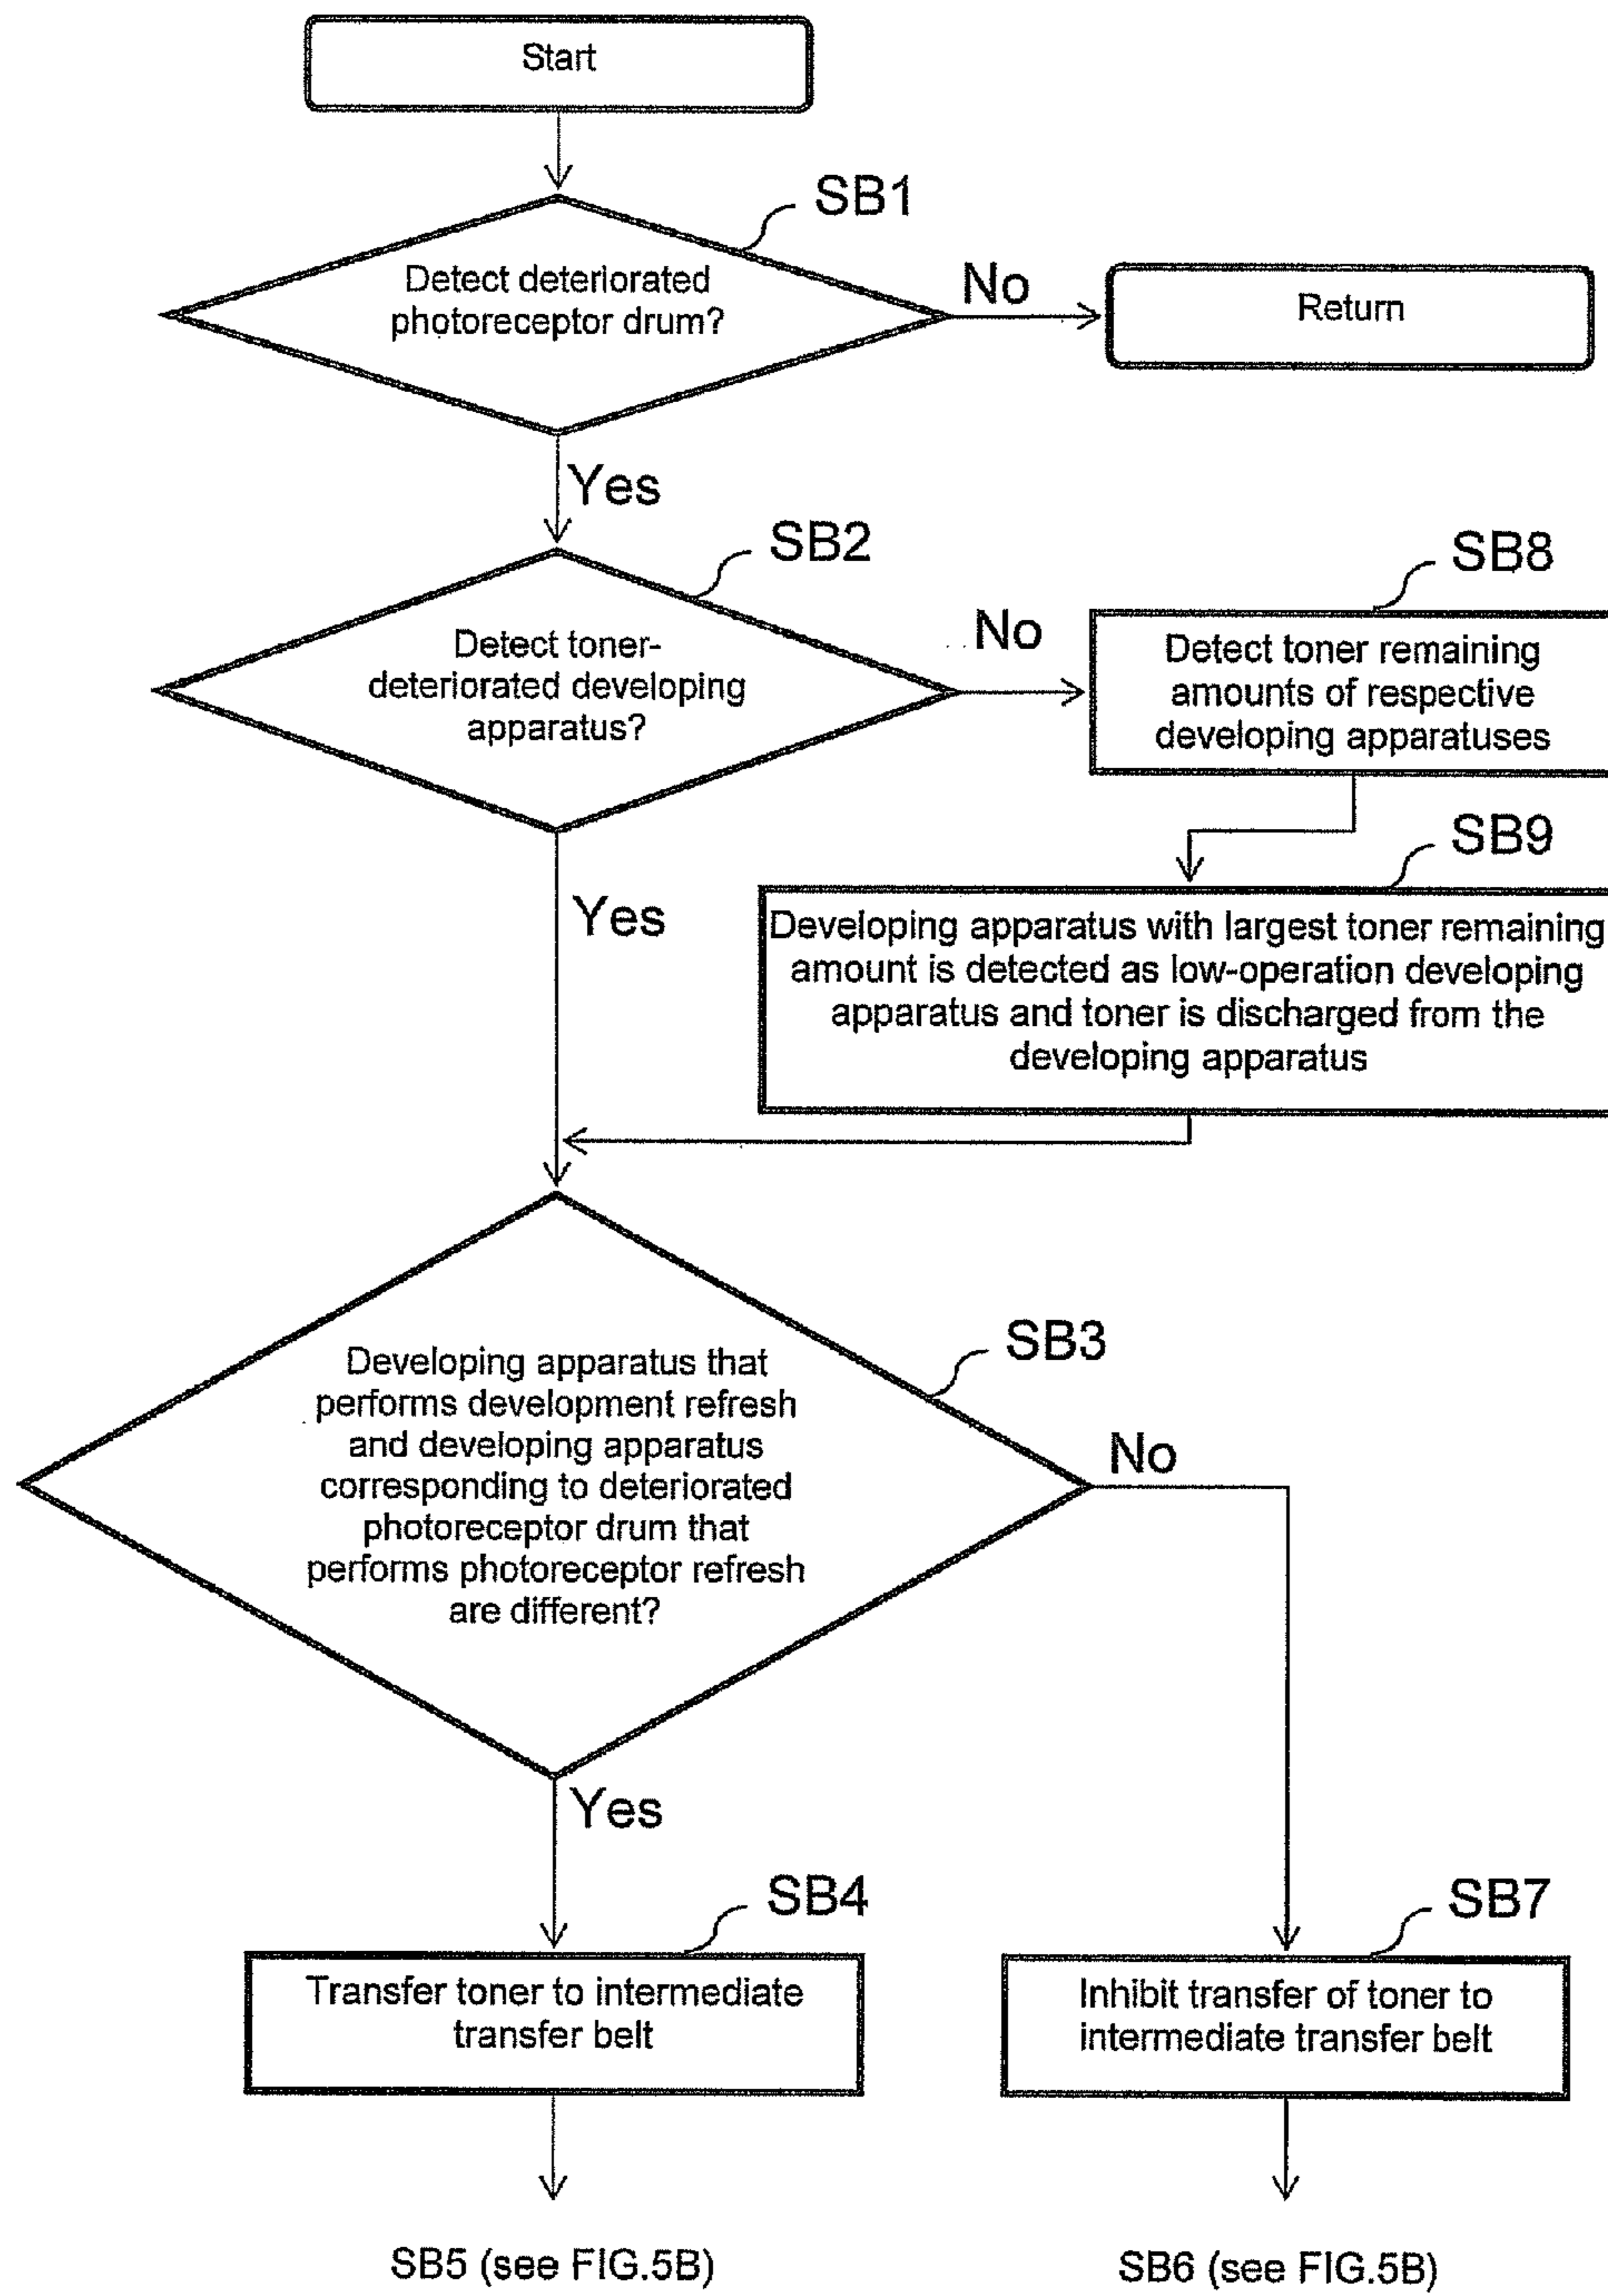 Start
SB1
Detect deteriorated
photoreceptor drum?
No
Return
Yes
SB2
Detect toner-
deteriorated developing
apparatus?
No
SB8
Detect toner remaining
amounts of respective
developing apparatuses
Yes
SB9
Developing apparatus with largest toner remaining
amount is detected as low-operation developing
apparatus and toner is discharged from the
developing apparatus
SB3
Developing apparatus that
performs development refresh
and developing apparatus
corresponding to deteriorated
photoreceptor drum that
performs photoreceptor refresh
are different?
No
Yes
SB4
Transfer toner to intermediate
transfer belt
SB7
Inhibit transfer of toner to
intermediate transfer belt
SB5 (see FIG.5B)
SB6 (see FIG.5B)